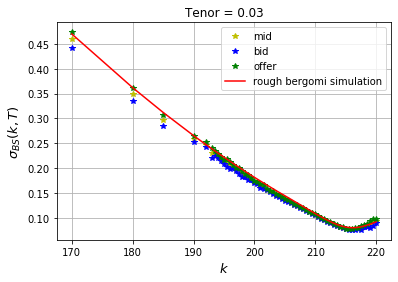 Tenor = 0.03
mid
bid
offer
rough bergomi simulation
0.45
0.40
0.35
0.30
0.25
0.20
0.15
0.10
σ_BS(k, T)
170 180 190 200 210 220
k